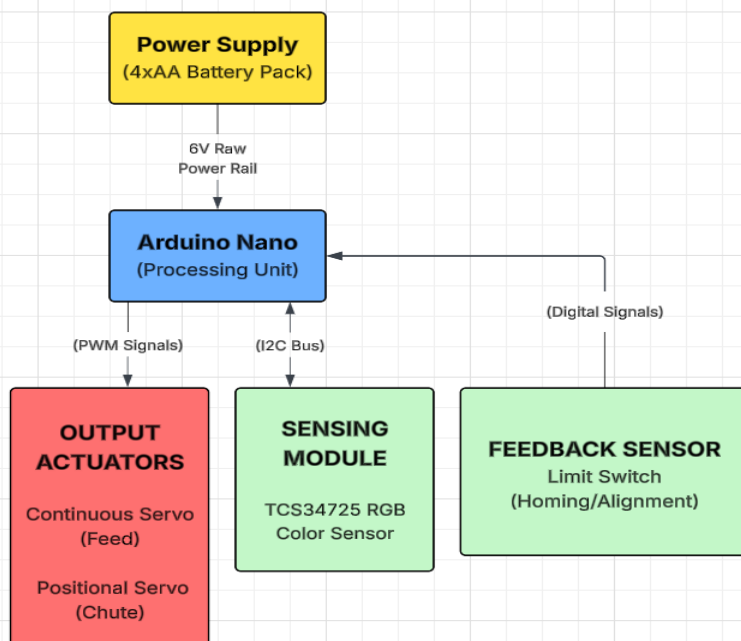 Power Supply
(4xAA Battery Pack)
6V Raw
Power Rail
Arduino Nano
(Processing Unit)
(PWM Signals)
(I2C Bus)
(Digital Signals)
OUTPUT
ACTUATORS
Continuous Servo
(Feed)
Positional Servo
(Chute)
SENSING
MODULE
TCS34725 RGB
Color Sensor
FEEDBACK SENSOR
Limit Switch
(Homing/Alignment)